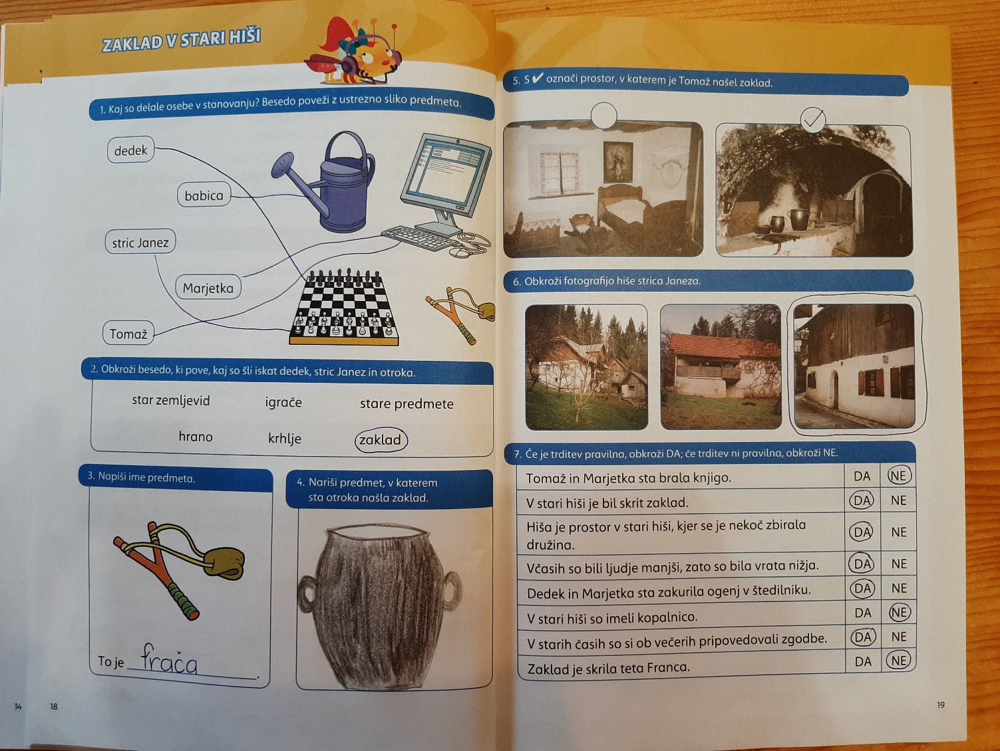 ZAKLAD V STARI HIŠI
1. Kaj so delale osebe v stanovanju? Besedo poveži z ustrezno sliko predmeta.
dedek
babica
stric Janez
Marjetka
Tomaž
2. Obkroži besedo, ki pove, kaj so šli iskat dedek, stric Janez in otroka.
star zemljevid igrače stare predmete
hrano krhlje zaklad
3. Napiši ime predmeta.
To je frača.
4. Nariši predmet, v katerem
sta otroka našla zaklad.
14 18
5. S ✔ označi prostor, v katerem je Tomaž našel zaklad.
6. Obkroži fotografijo hiše strica Janeza.
7. Če je trditev pravilna, obkroži DA; če trditev ni pravilna, obkroži NE.
Tomaž in Marjetka sta brala knjigo. DA NE
V stari hiši je bil skrit zaklad. DA NE
Hiša je prostor v stari hiši, kjer se je nekoč zbirala
družina. DA NE
Včasih so bili ljudje manjši, zato so bila vrata nižja. DA NE
Dedek in Marjetka sta zakurila ogenj v štedilniku. DA NE
V stari hiši so imeli kopalnico. DA NE
V starih časih so si ob večerih pripovedovali zgodbe. DA NE
Zaklad je skrila teta Franca. DA NE
19